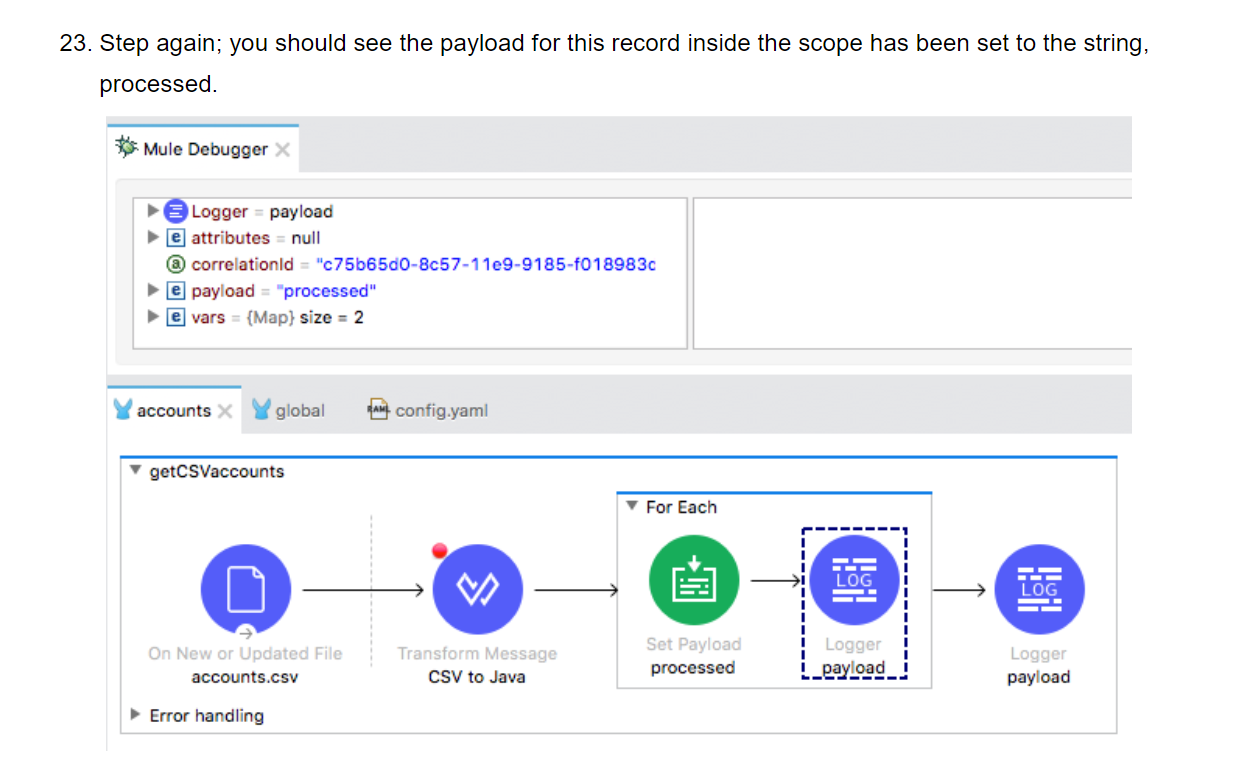 23. Step again; you should see the payload for this record inside the scope has been set to the string,
processed.
Mule Debugger
Logger = payload
attributes = null
correlationId = "c75b65d0-8c57-11e9-9185-f018983c
payload = "processed"
vars = {Map} size = 2
accounts
global
config.yaml
getCSVaccounts
For Each
LOG
LOG
On New or Updated File
accounts.csv
Transform Message
CSV to Java
Set Payload
processed
Logger
payload
Logger
payload
Error handling